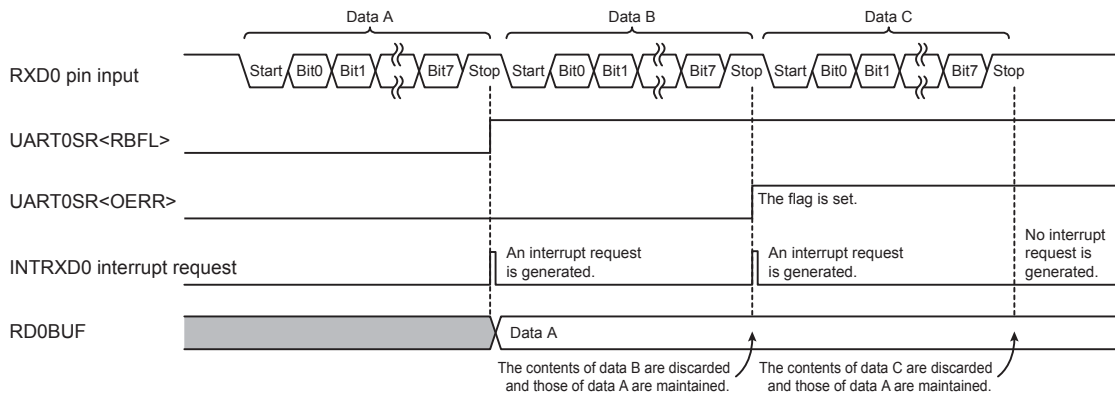 Data A
Data B
Data C
RXD0 pin input
Start Bit0 Bit1 Bit7 Stop Start Bit0 Bit1 Bit7 Stop Start Bit0 Bit1 Bit7 Stop
UART0SR<RBFL>
UART0SR<OERR>
The flag is set.
INTRXD0 interrupt request
An interrupt request
is generated.
An interrupt request
is generated.
No interrupt
request is
generated.
RD0BUF
Data A
The contents of data B are discarded
and those of data A are maintained.
The contents of data C are discarded
and those of data A are maintained.